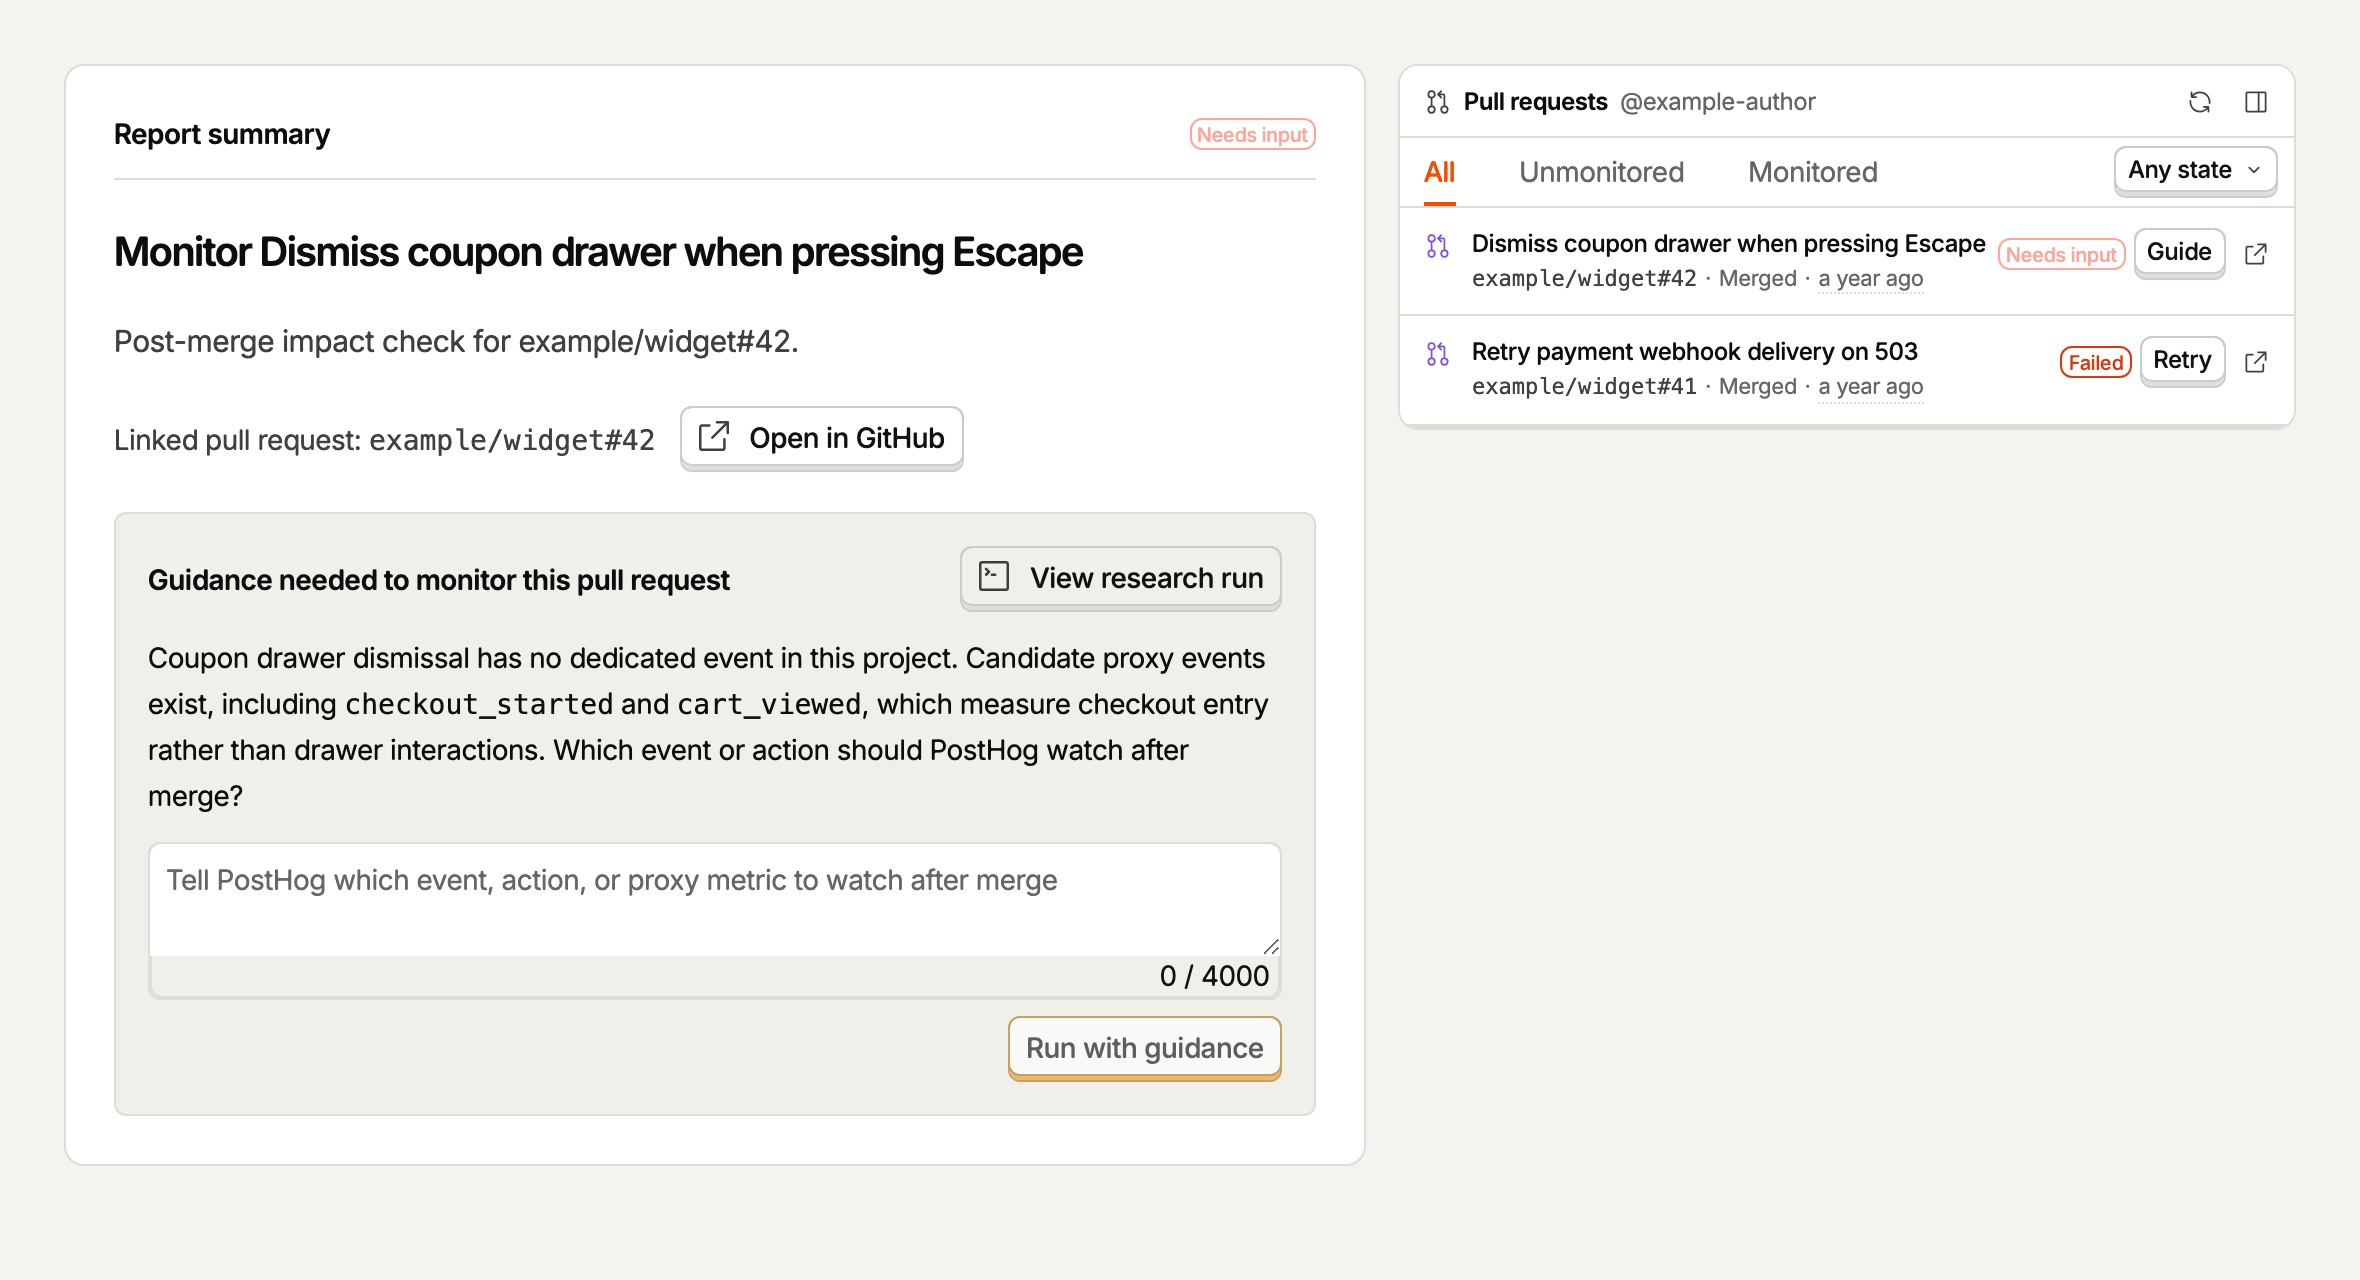 Report summary
Needs input
Monitor Dismiss coupon drawer when pressing Escape
Post-merge impact check for example/widget#42.
Linked pull request: example/widget#42
Open in GitHub
Guidance needed to monitor this pull request
View research run
Coupon drawer dismissal has no dedicated event in this project. Candidate proxy events
exist, including checkout_started and cart_viewed, which measure checkout entry
rather than drawer interactions. Which event or action should PostHog watch after
merge?
Tell PostHog which event, action, or proxy metric to watch after merge
0 / 4000
Run with guidance
Pull requests @example-author
All
Unmonitored
Monitored
Any state
Dismiss coupon drawer when pressing Escape
example/widget#42 · Merged · a year ago
Needs input
Guide
Retry payment webhook delivery on 503
example/widget#41 · Merged · a year ago
Failed
Retry